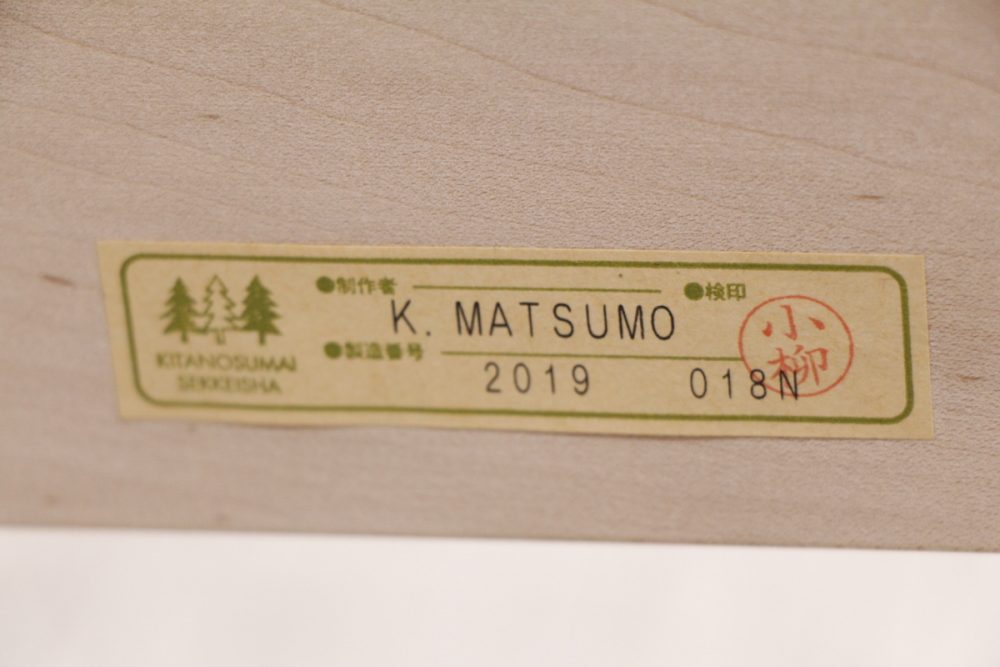 KITANOSUMAI
SEKKEISHA
●制作者
K. MATSUMO
●検印
小柳
●製造番号
2019 018N